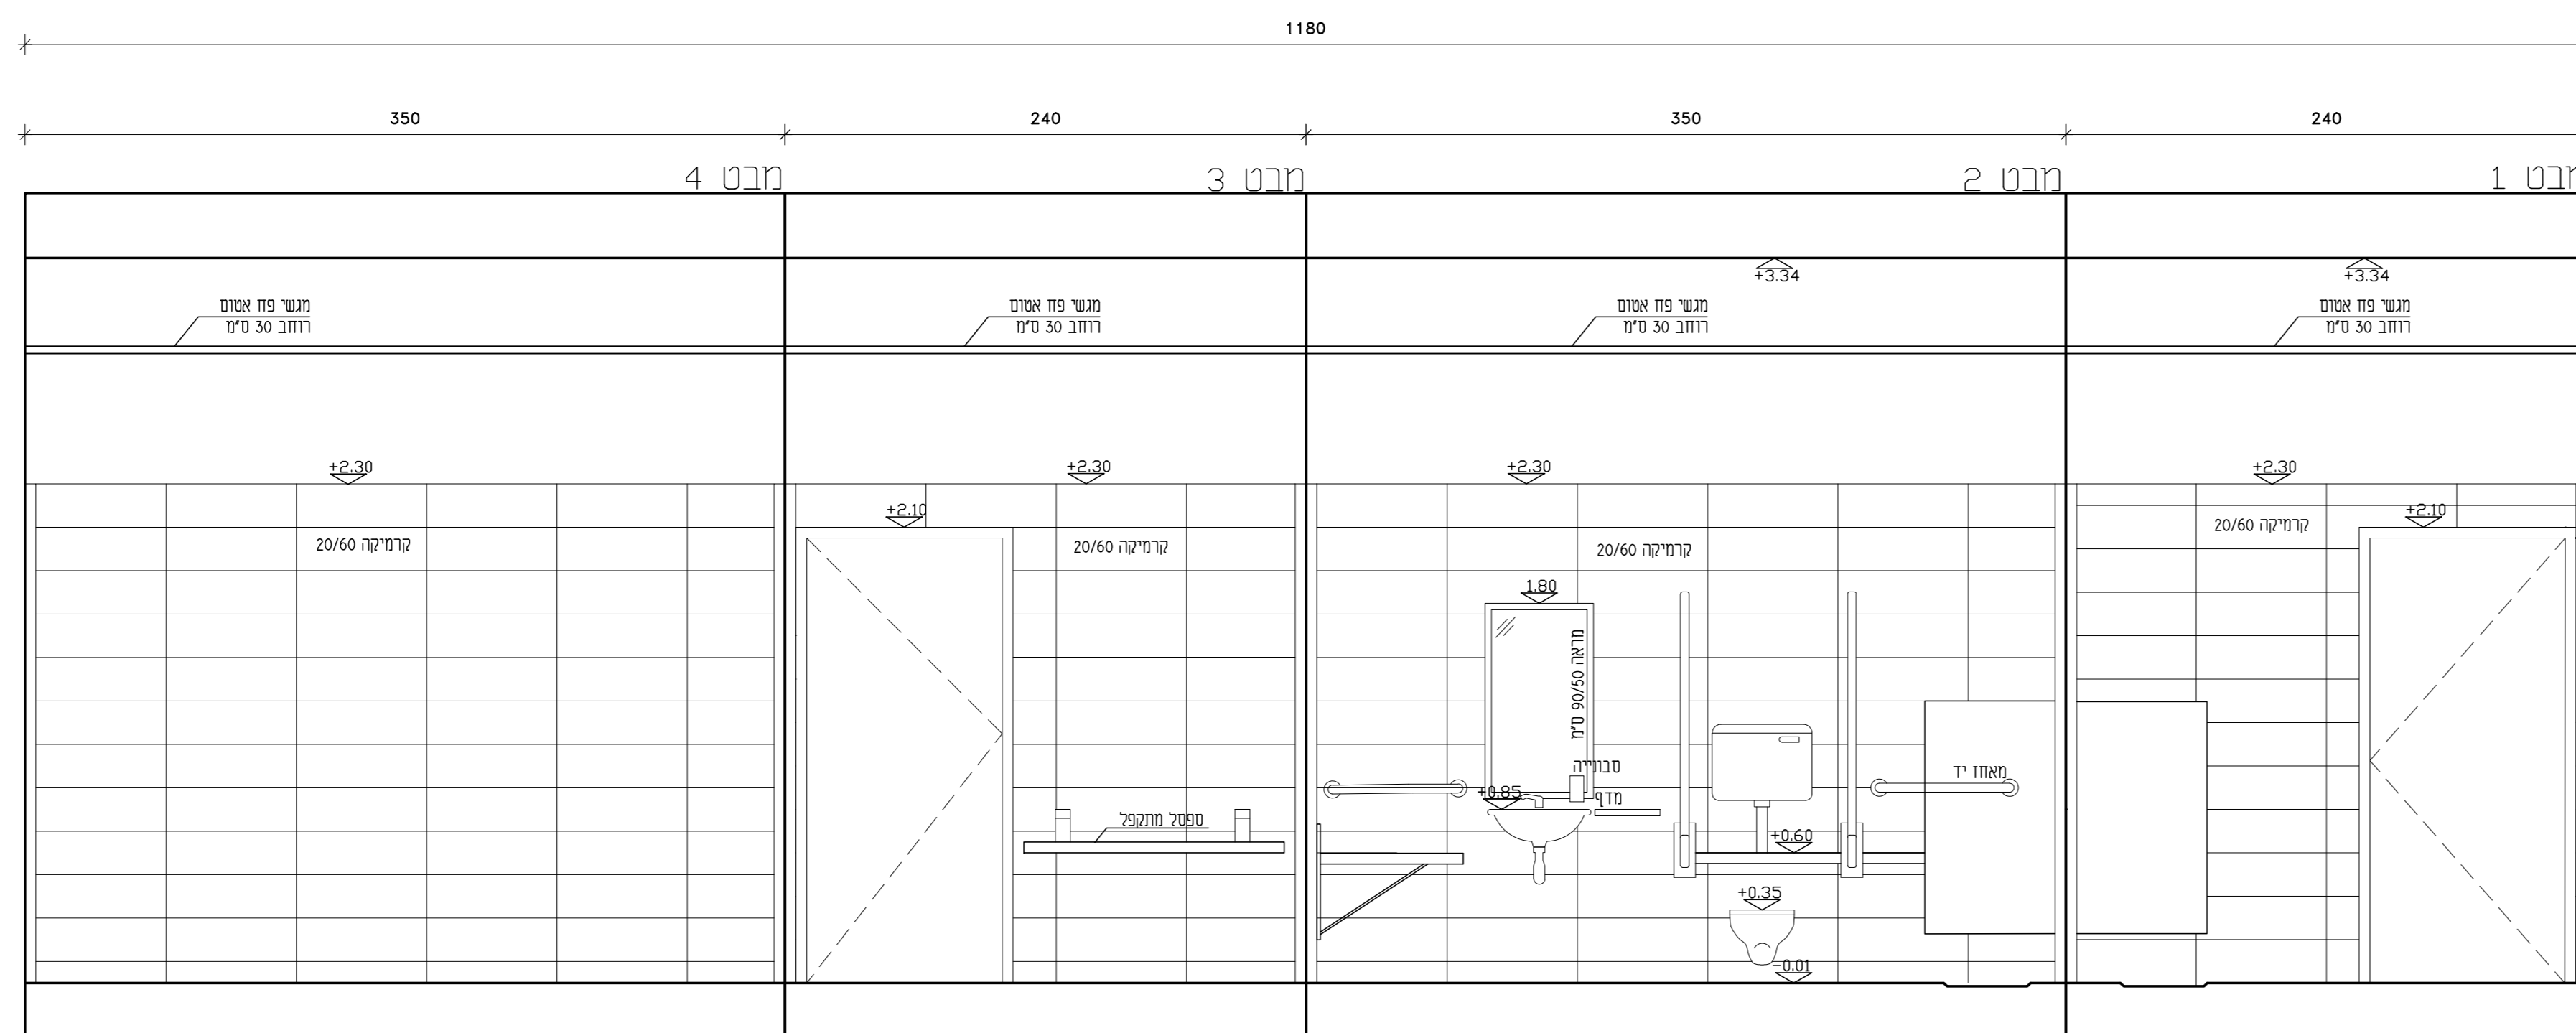 1180
350
240
350
240
מבט 4
מבט 3
מבט 2
מבט 1
+3.34
+3.34
מגשי פח אטום
רוחב 30 ס"מ
מגשי פח אטום
רוחב 30 ס"מ
מגשי פח אטום
רוחב 30 ס"מ
מגשי פח אטום
רוחב 30 ס"מ
+2.30
+2.30
+2.30
+2.30
+2.10
+2.10
קרמיקה 20/60
קרמיקה 20/60
קרמיקה 20/60
קרמיקה 20/60
1.80
מראה 90/50 ס"מ
סבונייה
מאחז יד
+0.85
מדף
ספסל מתקפל
+0.60
+0.35
-0.01